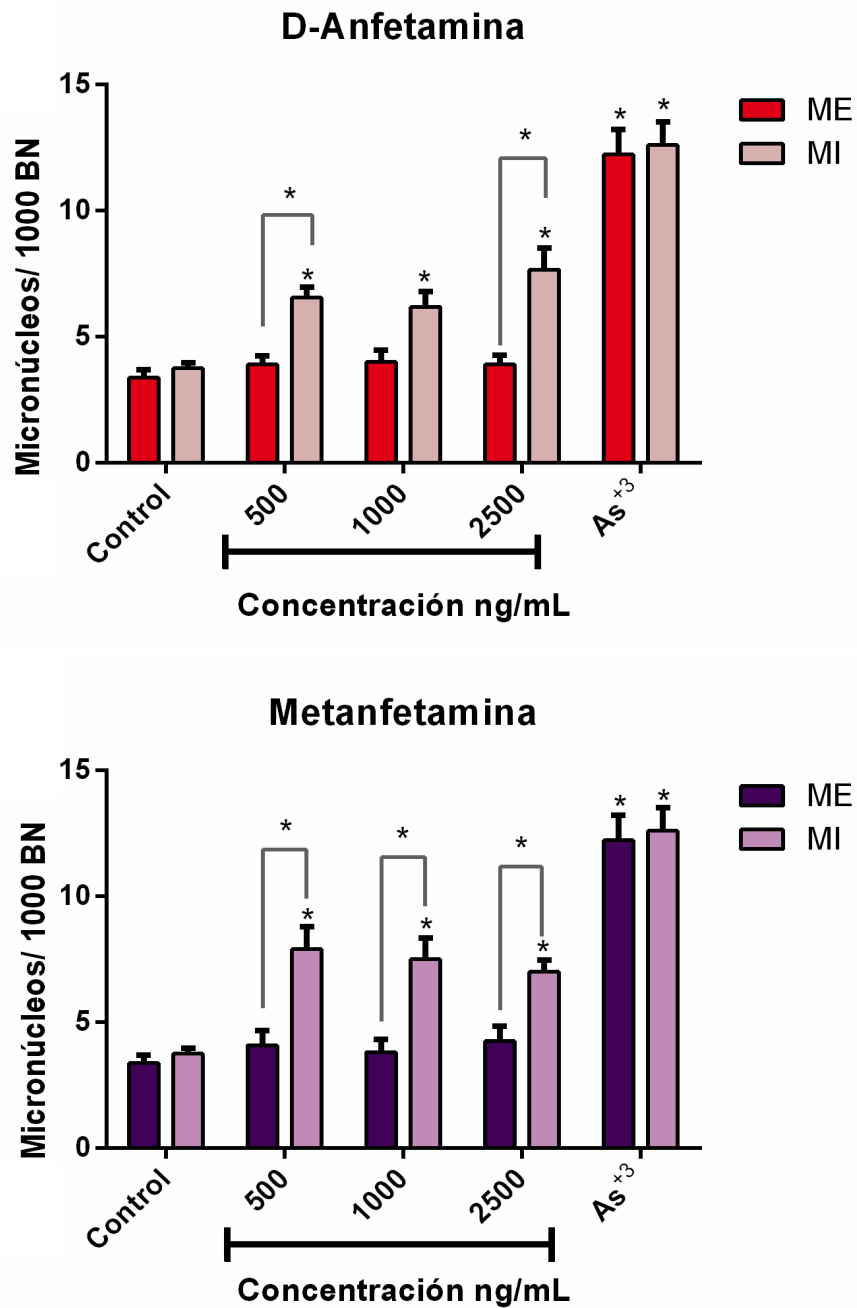 D-Anfetamina
Micronúcleos/ 1000 BN
15
10
5
0
ME
MI
*
*
*
*
*
*
*
Control
500
1000
2500
As+3
Concentración ng/mL
Metanfetamina
Micronúcleos/ 1000 BN
15
10
5
0
ME
MI
*
*
*
*
*
*
*
*
Control
500
1000
2500
As+3
Concentración ng/mL